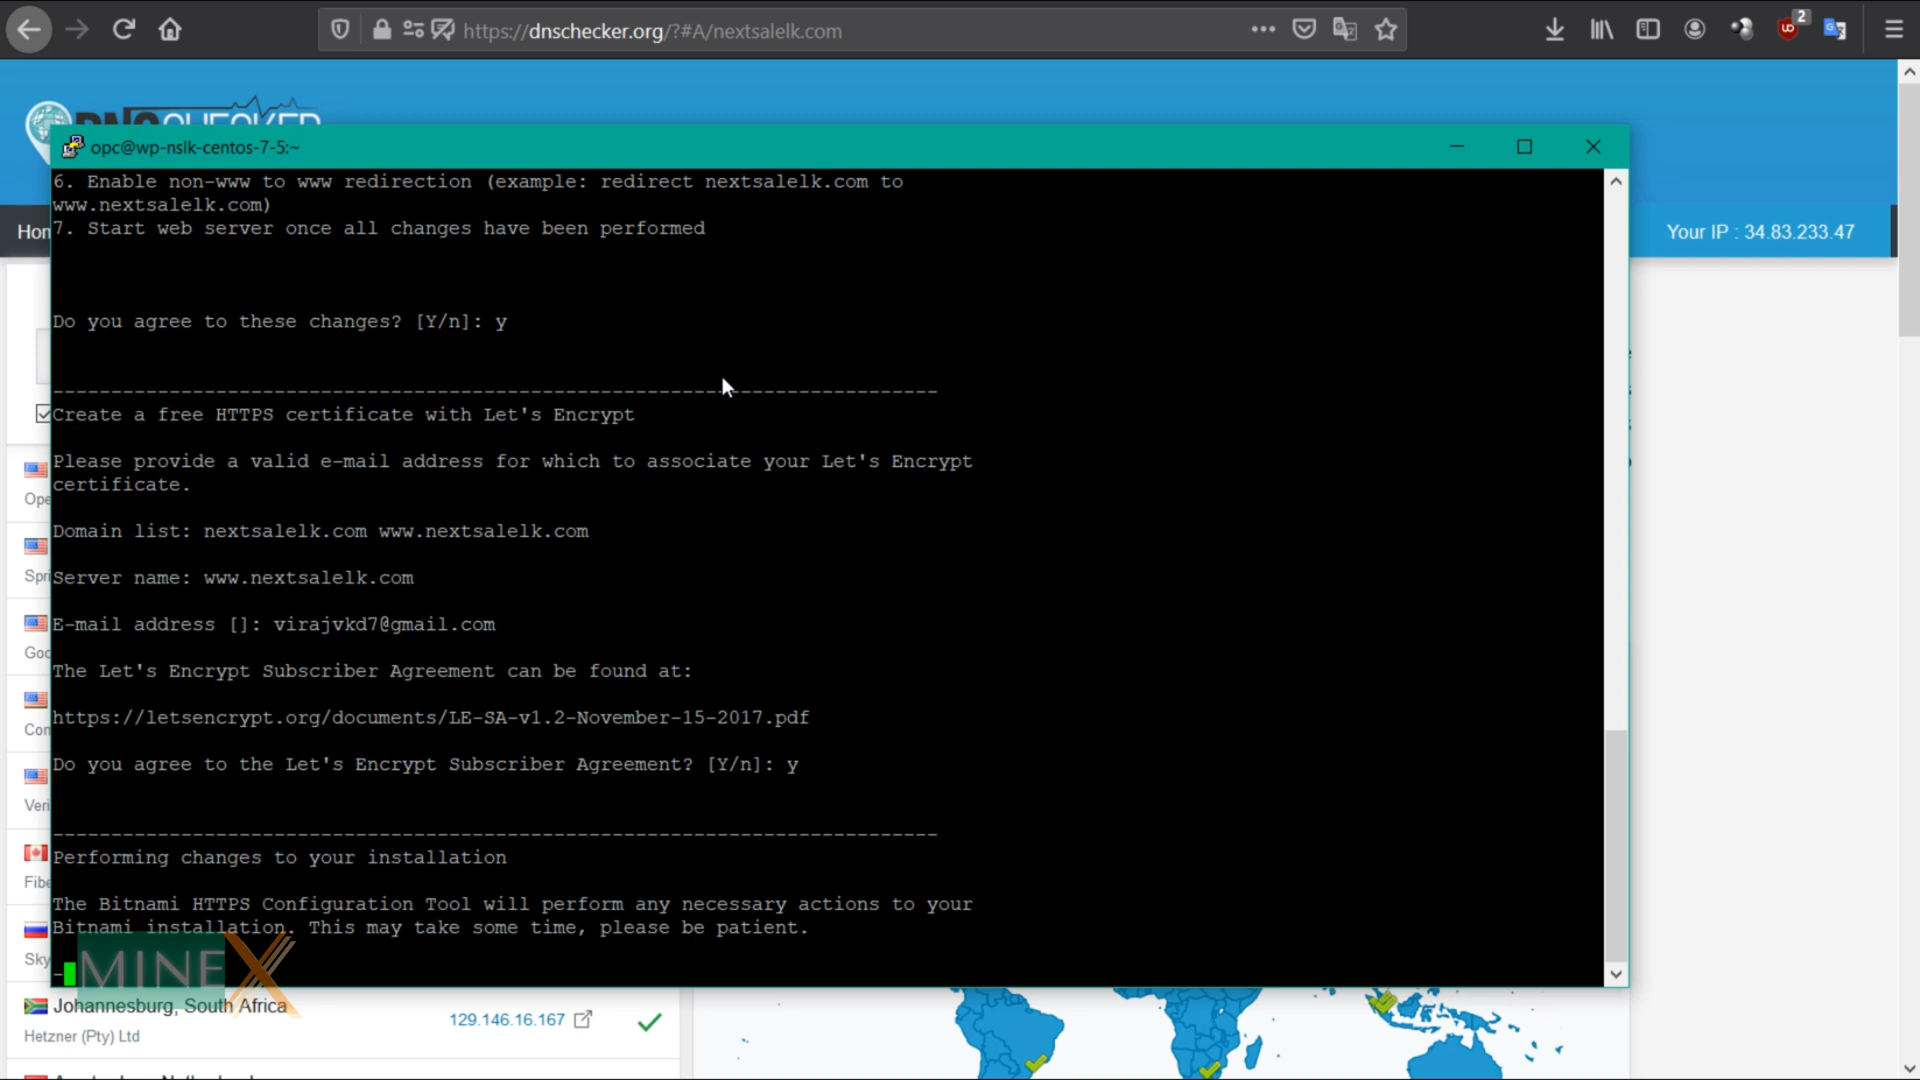 https://dnschecker.org/?#A/nextsalelk.com
2
opc@wp-nslk-centos-7-5:~
Your IP : 34.83.233.47
6. Enable non-www to www redirection (example: redirect nextsalelk.com to
www.nextsalelk.com)
7. Start web server once all changes have been performed
Do you agree to these changes? [Y/n]: y
--------------------------------------------------------------------------
Create a free HTTPS certificate with Let's Encrypt
Please provide a valid e-mail address for which to associate your Let's Encrypt
certificate.
Domain list: nextsalelk.com www.nextsalelk.com
Server name: www.nextsalelk.com
E-mail address []: virajvkd7@gmail.com
The Let's Encrypt Subscriber Agreement can be found at:
https://letsencrypt.org/documents/LE-SA-v1.2-November-15-2017.pdf
Do you agree to the Let's Encrypt Subscriber Agreement? [Y/n]: y
--------------------------------------------------------------------------
Performing changes to your installation
The Bitnami HTTPS Configuration Tool will perform any necessary actions to your
Bitnami installation. This may take some time, please be patient.
MINEX
Johannesburg, South Africa
Hetzner (Pty) Ltd
129.146.16.167